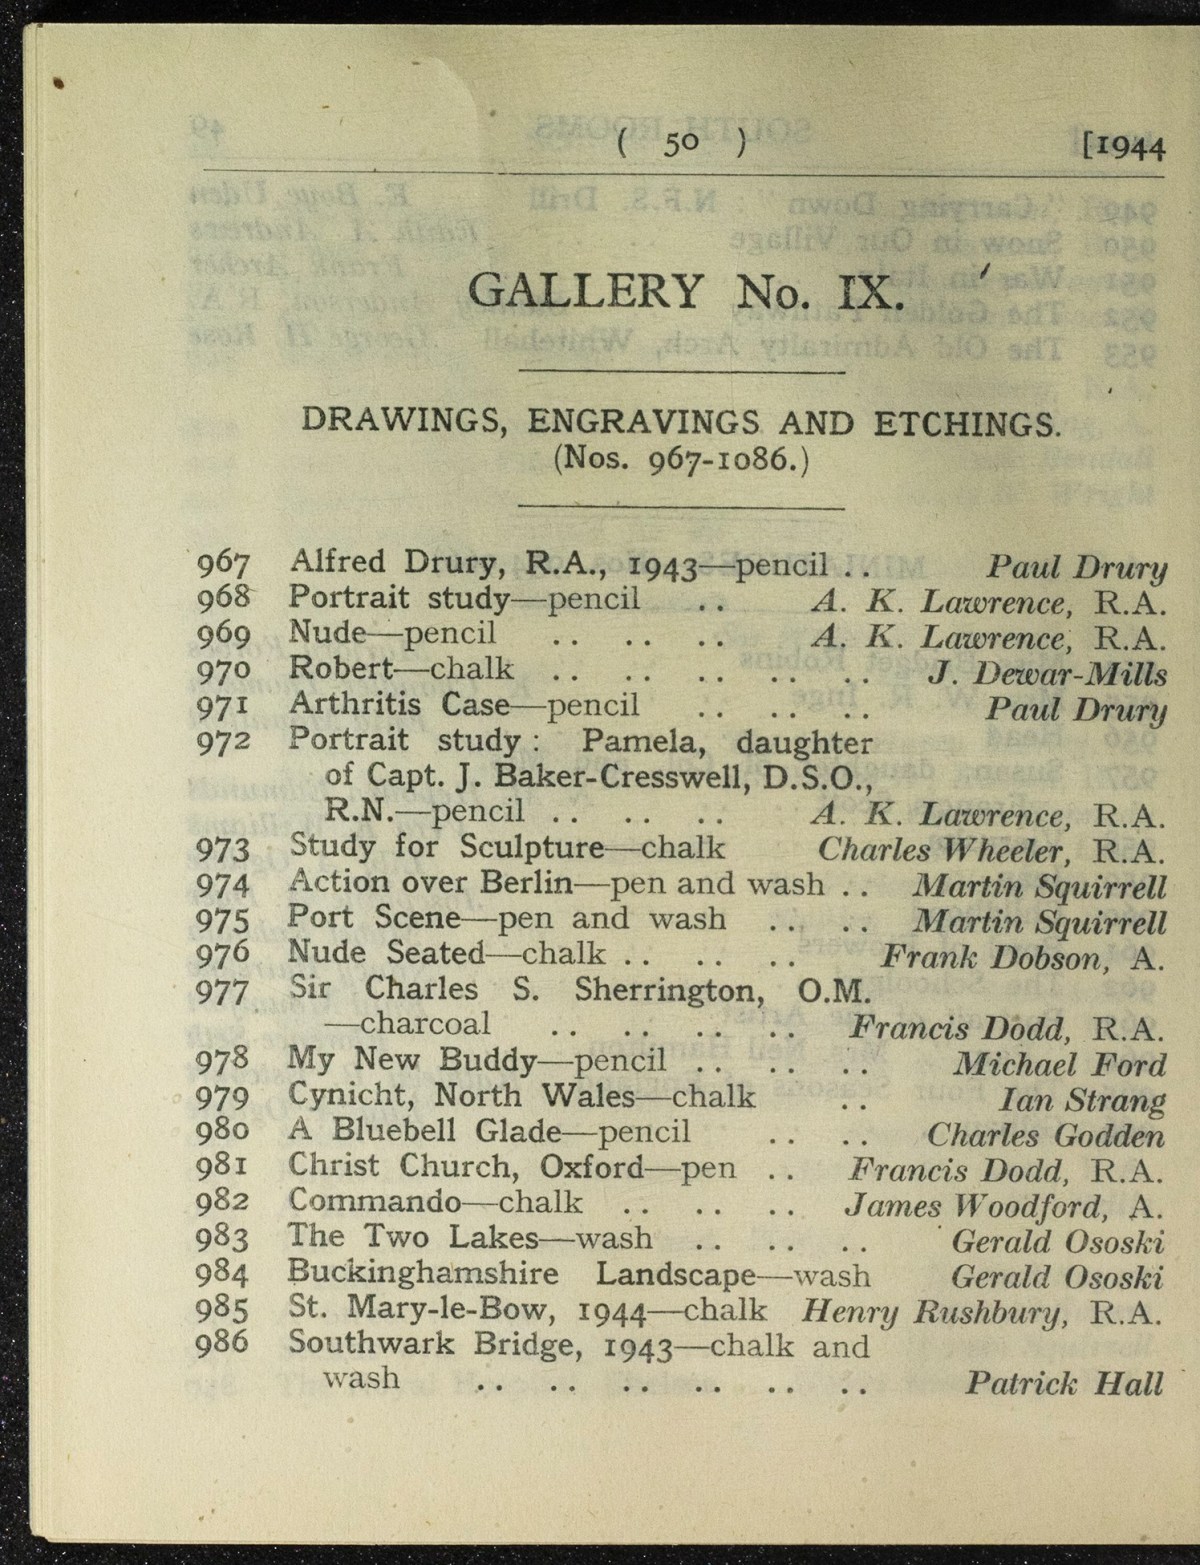 ( 50 ) [1944
GALLERY No. IX.
DRAWINGS, ENGRAVINGS AND ETCHINGS.
(Nos. 967-1086.)
967 Alfred Drury, R.A., 1943—pencil .. Paul Drury
968 Portrait study—pencil .. A. K. Lawrence, R.A.
969 Nude—pencil .. .. .. A. K. Lawrence, R.A.
970 Robert—chalk .. .. .. .. .. J. Dewar-Mills
971 Arthritis Case—pencil .. .. .. Paul Drury
972 Portrait study : Pamela, daughter
of Capt. J. Baker-Cresswell, D.S.O.,
R.N.—pencil .. .. .. A. K. Lawrence, R.A.
973 Study for Sculpture—chalk Charles Wheeler, R.A.
974 Action over Berlin—pen and wash .. Martin Squirrell
975 Port Scene—pen and wash .. .. Martin Squirrell
976 Nude Seated—chalk .. .. .. Frank Dobson, A.
977 Sir Charles S. Sherrington, O.M.
—charcoal .. .. .. .. Francis Dodd, R.A.
978 My New Buddy—pencil .. .. .. Michael Ford
979 Cynicht, North Wales—chalk .. Ian Strang
980 A Bluebell Glade—pencil .. .. Charles Godden
981 Christ Church, Oxford—pen .. Francis Dodd, R.A.
982 Commando—chalk .. .. .. James Woodford, A.
983 The Two Lakes—wash .. .. .. Gerald Ososki
984 Buckinghamshire Landscape—wash Gerald Ososki
985 St. Mary-le-Bow, 1944—chalk Henry Rushbury, R.A.
986 Southwark Bridge, 1943—chalk and
wash .. .. .. .. .. .. Patrick Hall